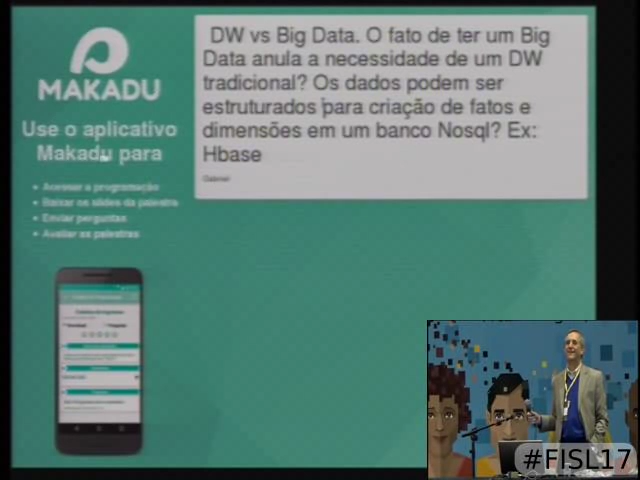 MAKADU
Use o aplicativo
Makadu para
• Acessar a programação
• Baixar os slides da palestra
• Enviar perguntas
• Avaliar as palestras
DW vs Big Data. O fato de ter um Big
Data anula a necessidade de um DW
tradicional? Os dados podem ser
estruturados para criação de fatos e
dimensões em um banco Nosql? Ex:
Hbase
Gabriel
#FISL17